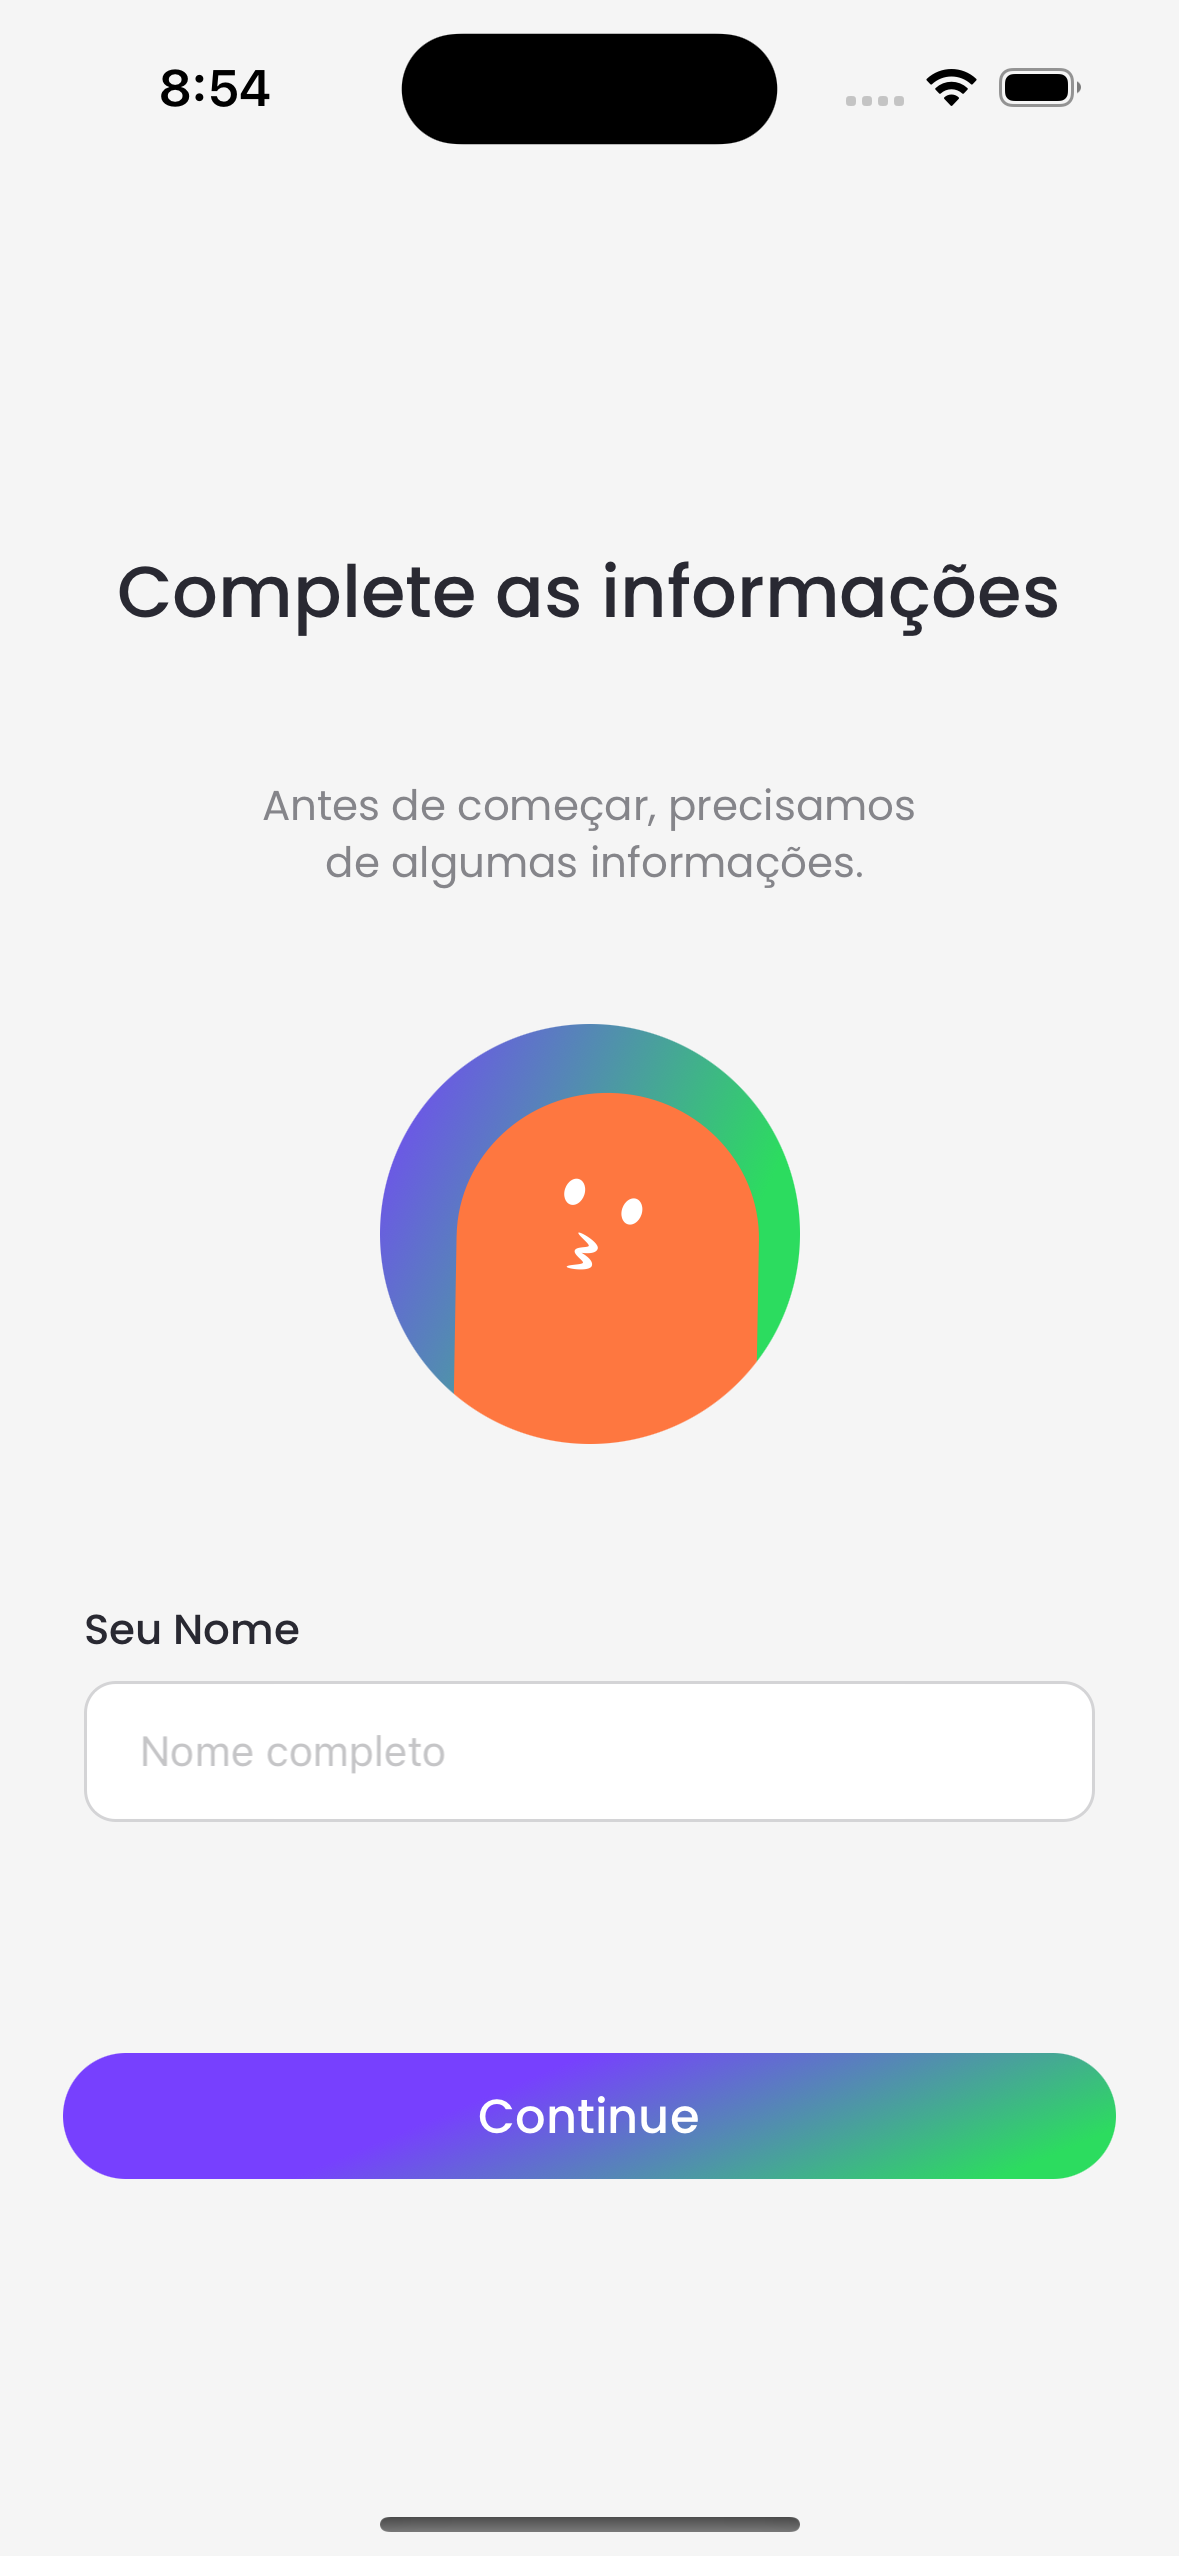 8:54
Complete as informações
Antes de começar, precisamos
de algumas informações.
Seu Nome
Nome completo
Continue